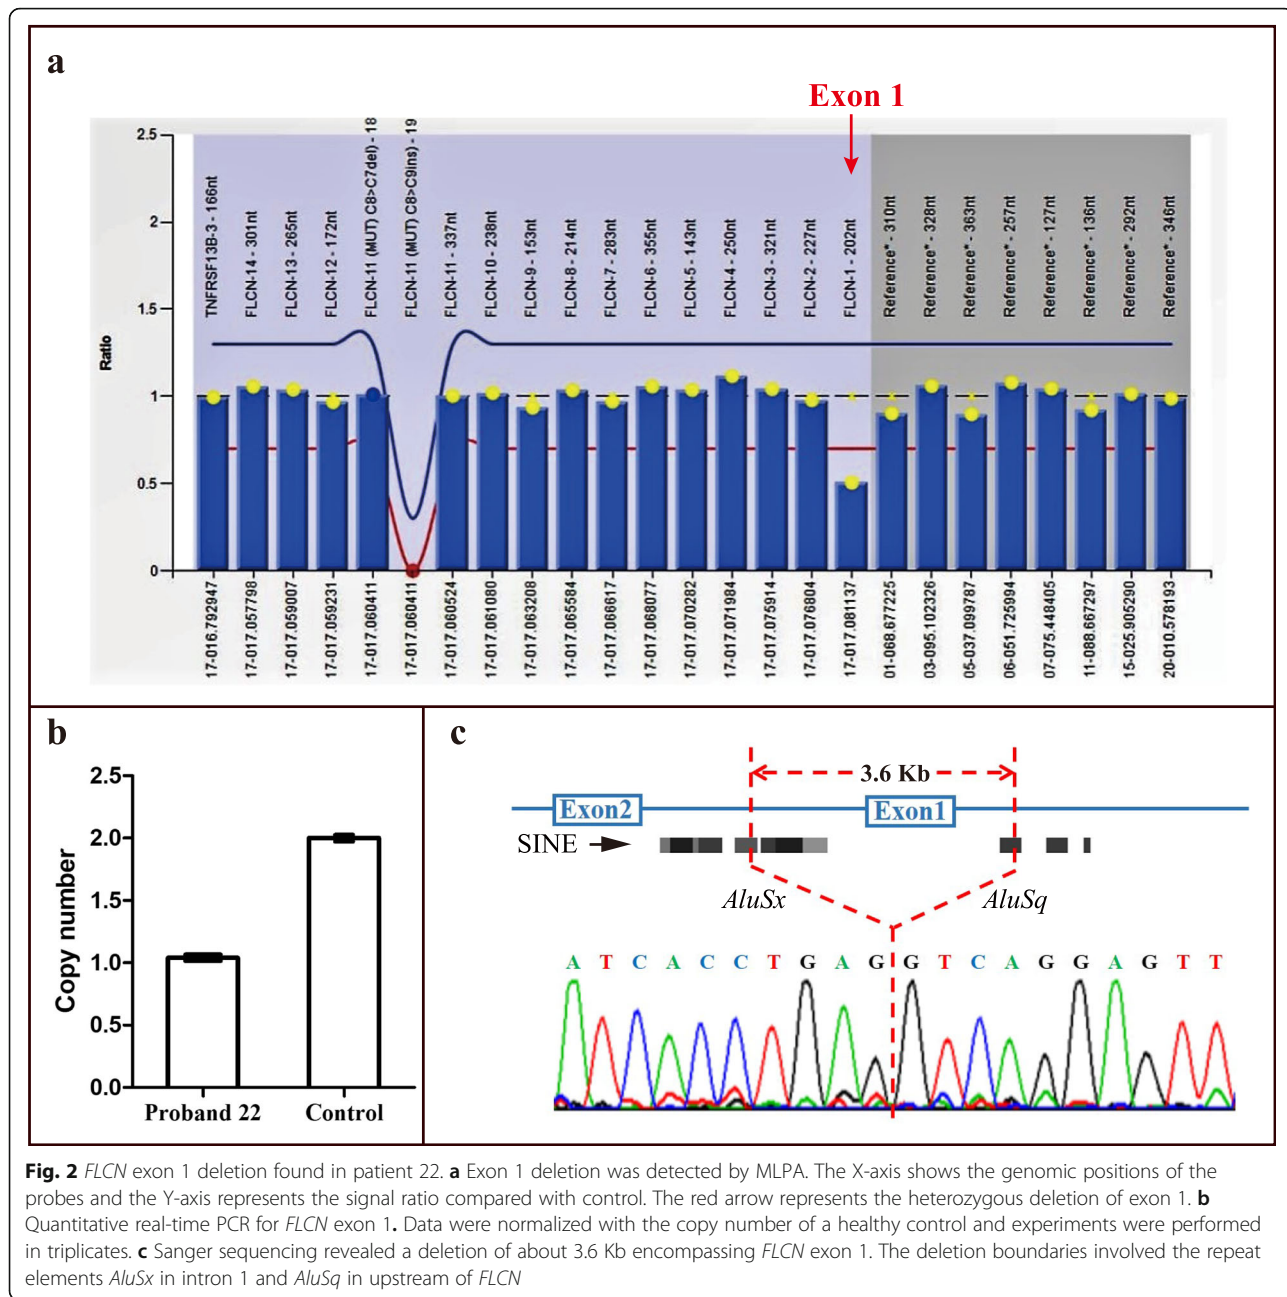 a
Exon 1
2.5
2
1.5
1
0.5
0
Ratio
TNFRSF13B-3 - 166nt
FLCN-14 - 301nt
FLCN-13 - 265nt
FLCN-12 - 172nt
FLCN-11 (MUT) C8>C7del) - 18
FLCN-11 (MUT) C8>C9ins) - 19
FLCN-11 - 337nt
FLCN-10 - 238nt
FLCN-9 - 153nt
FLCN-8 - 214nt
FLCN-7 - 283nt
FLCN-6 - 355nt
FLCN-5 - 143nt
FLCN-4 - 250nt
FLCN-3 - 321nt
FLCN-2 - 227nt
FLCN-1 - 202nt
Reference* - 310nt
Reference* - 328nt
Reference* - 363nt
Reference* - 257nt
Reference* - 127nt
Reference* - 136nt
Reference* - 292nt
Reference* - 346nt
17-016.792947
17-017.057798
17-017.059007
17-017.059231
17-017.060411
17-017.060411
17-017.060524
17-017.061080
17-017.063208
17-017.065584
17-017.066617
17-017.068077
17-017.070282
17-017.071984
17-017.075914
17-017.076804
17-017.081137
01-068.677225
03-095.102326
05-037.099787
06-051.725994
07-075.448405
11-088.667297
15-025.905290
20-010.578193
b
Copy number
2.5
2.0
1.5
1.0
0.5
0.0
Proband 22
Control
c
3.6 Kb
Exon2
Exon1
SINE
AluSx
AluSq
A T C A C C T G A G G T C A G G A G T T
Fig. 2 FLCN exon 1 deletion found in patient 22. a Exon 1 deletion was detected by MLPA. The X-axis shows the genomic positions of the
probes and the Y-axis represents the signal ratio compared with control. The red arrow represents the heterozygous deletion of exon 1. b
Quantitative real-time PCR for FLCN exon 1. Data were normalized with the copy number of a healthy control and experiments were performed
in triplicates. c Sanger sequencing revealed a deletion of about 3.6 Kb encompassing FLCN exon 1. The deletion boundaries involved the repeat
elements AluSx in intron 1 and AluSq in upstream of FLCN